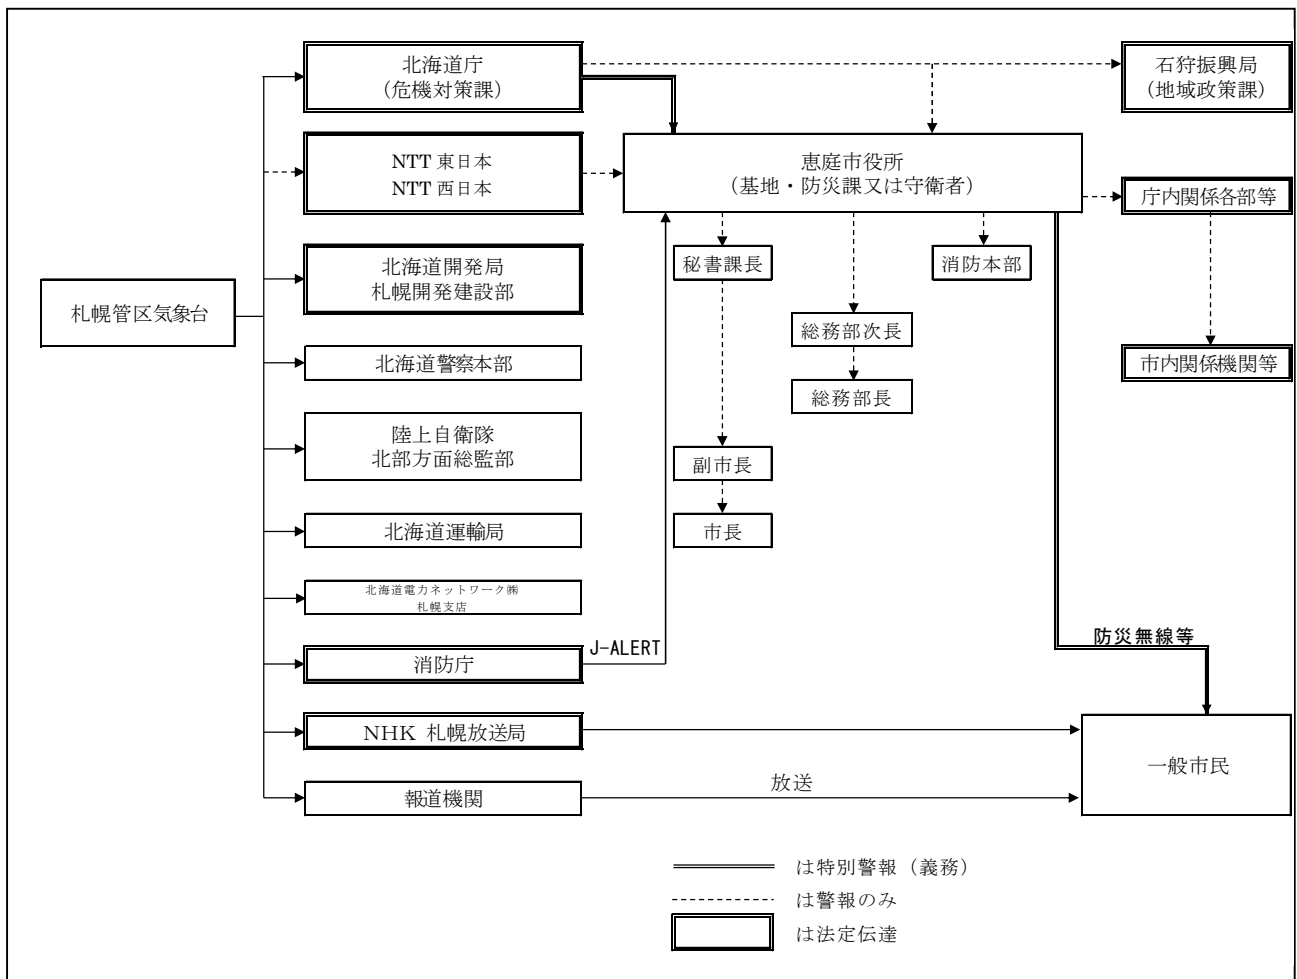 北海道庁
（危機対策課）
石狩振興局
（地域政策課）
NTT 東日本
NTT 西日本
恵庭市役所
（基地・防災課又は守衛者）
庁内関係各部等
秘書課長
消防本部
北海道開発局
札幌開発建設部
札幌管区気象台
総務部次長
北海道警察本部
市内関係機関等
総務部長
陸上自衛隊
北部方面総監部
副市長
北海道運輸局
市長
北海道電力ネットワーク㈱
札幌支店
J-ALERT
消防庁
防災無線等
NHK 札幌放送局
一般市民
報道機関
放送
は特別警報（義務）
は警報のみ
は法定伝達